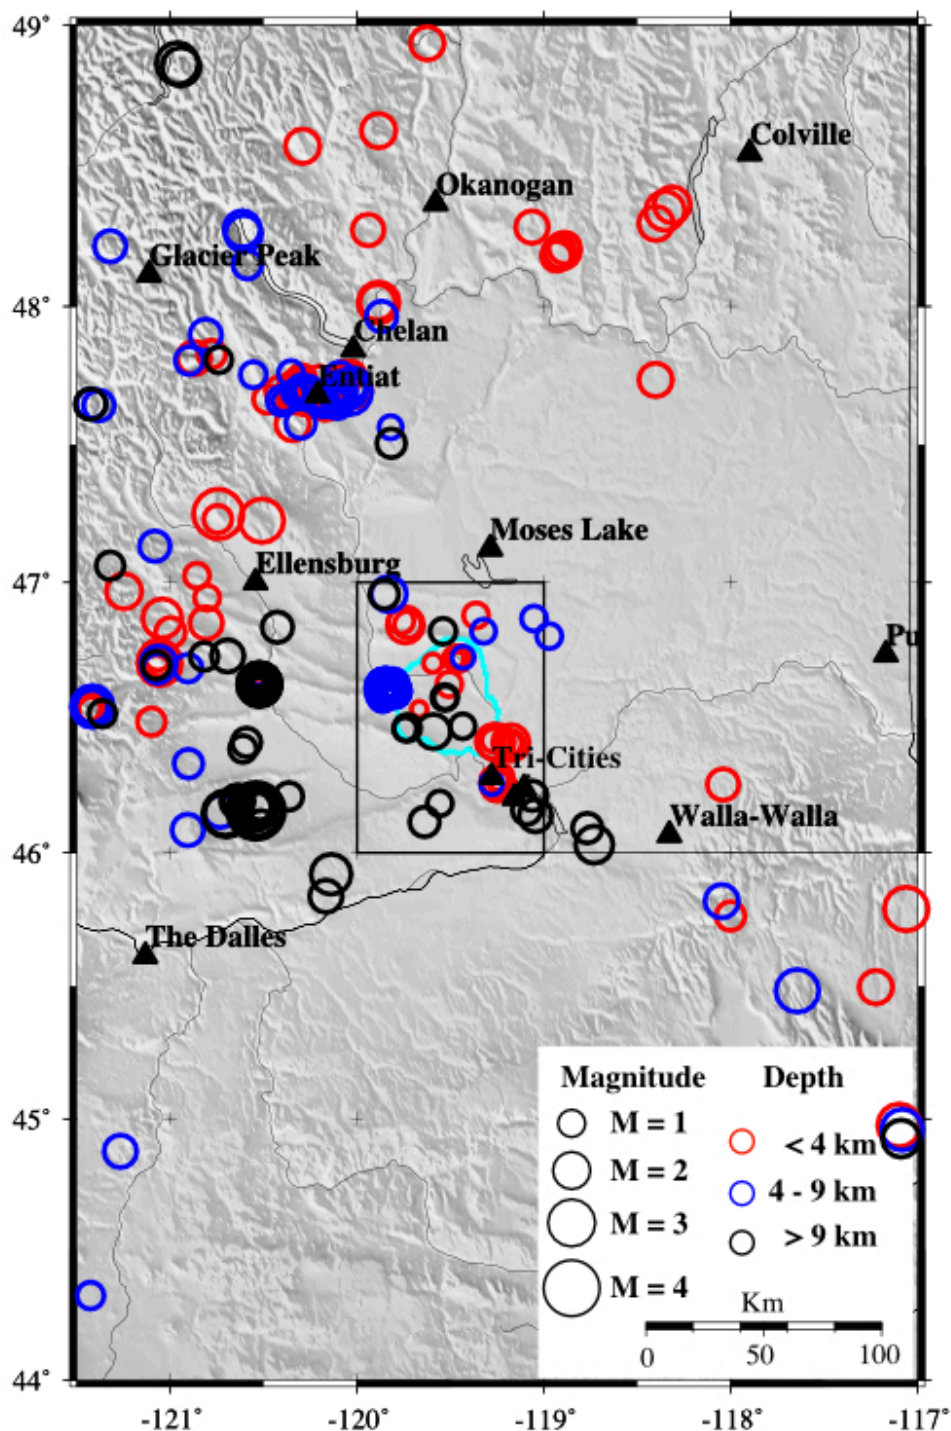 49°
Colville
Okanogan
Glacier Peak
48°
Chelan
Entiat
Moses Lake
Ellensburg
47°
Pu
Tri-Cities
Walla-Walla
46°
The Dalles
Magnitude
Depth
M = 1
M = 2
M = 3
M = 4
< 4 km
4 - 9 km
> 9 km
45°
Km
0 50 100
44°
-121° -120° -119° -118° -117°